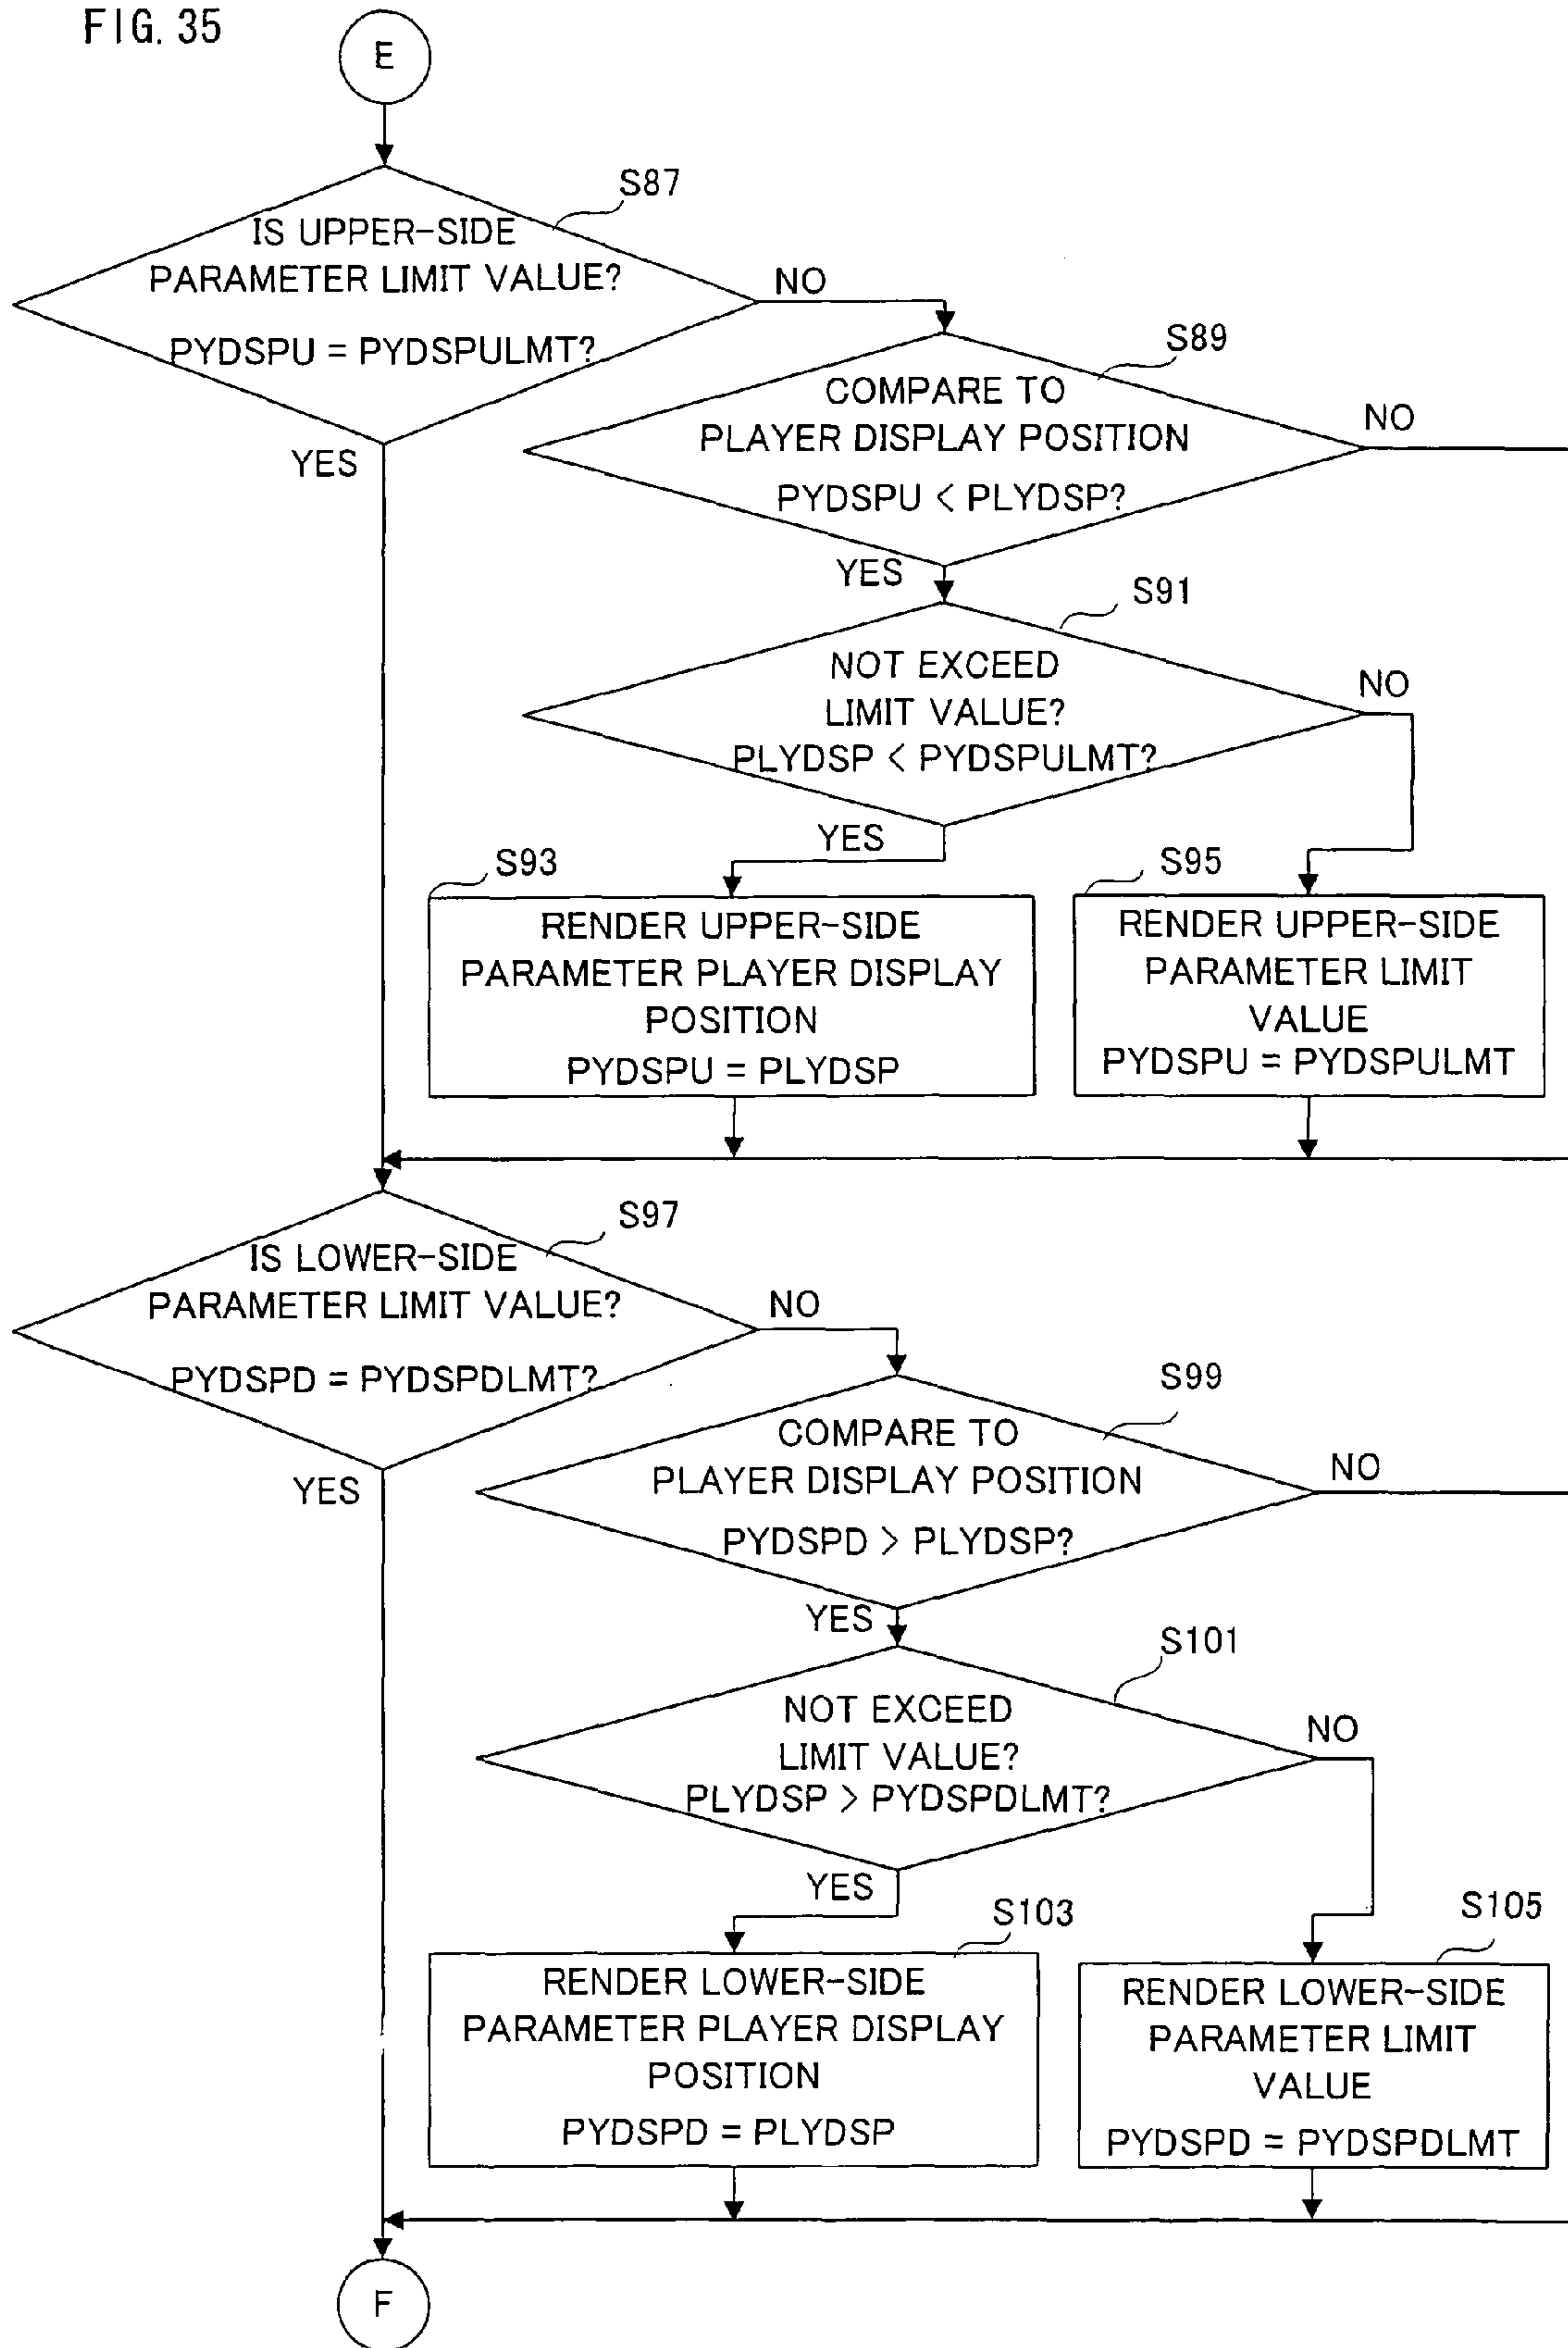 FIG. 35
E
S87
IS UPPER-SIDE
PARAMETER LIMIT VALUE?
PYDSPU = PYDSPULMT?
NO
YES
S89
COMPARE TO
PLAYER DISPLAY POSITION
PYDSPU < PLYDSP?
NO
YES
S91
NOT EXCEED
LIMIT VALUE?
PLYDSP < PYDSPULMT?
NO
YES
S93
RENDER UPPER-SIDE
PARAMETER PLAYER DISPLAY
POSITION
PYDSPU = PLYDSP
S95
RENDER UPPER-SIDE
PARAMETER LIMIT
VALUE
PYDSPU = PYDSPULMT
S97
IS LOWER-SIDE
PARAMETER LIMIT VALUE?
PYDSPD = PYDSPDLMT?
NO
YES
S99
COMPARE TO
PLAYER DISPLAY POSITION
PYDSPD > PLYDSP?
NO
YES
S101
NOT EXCEED
LIMIT VALUE?
PLYDSP > PYDSPDLMT?
NO
YES
S103
RENDER LOWER-SIDE
PARAMETER PLAYER DISPLAY
POSITION
PYDSPD = PLYDSP
S105
RENDER LOWER-SIDE
PARAMETER LIMIT
VALUE
PYDSPD = PYDSPDLMT
F